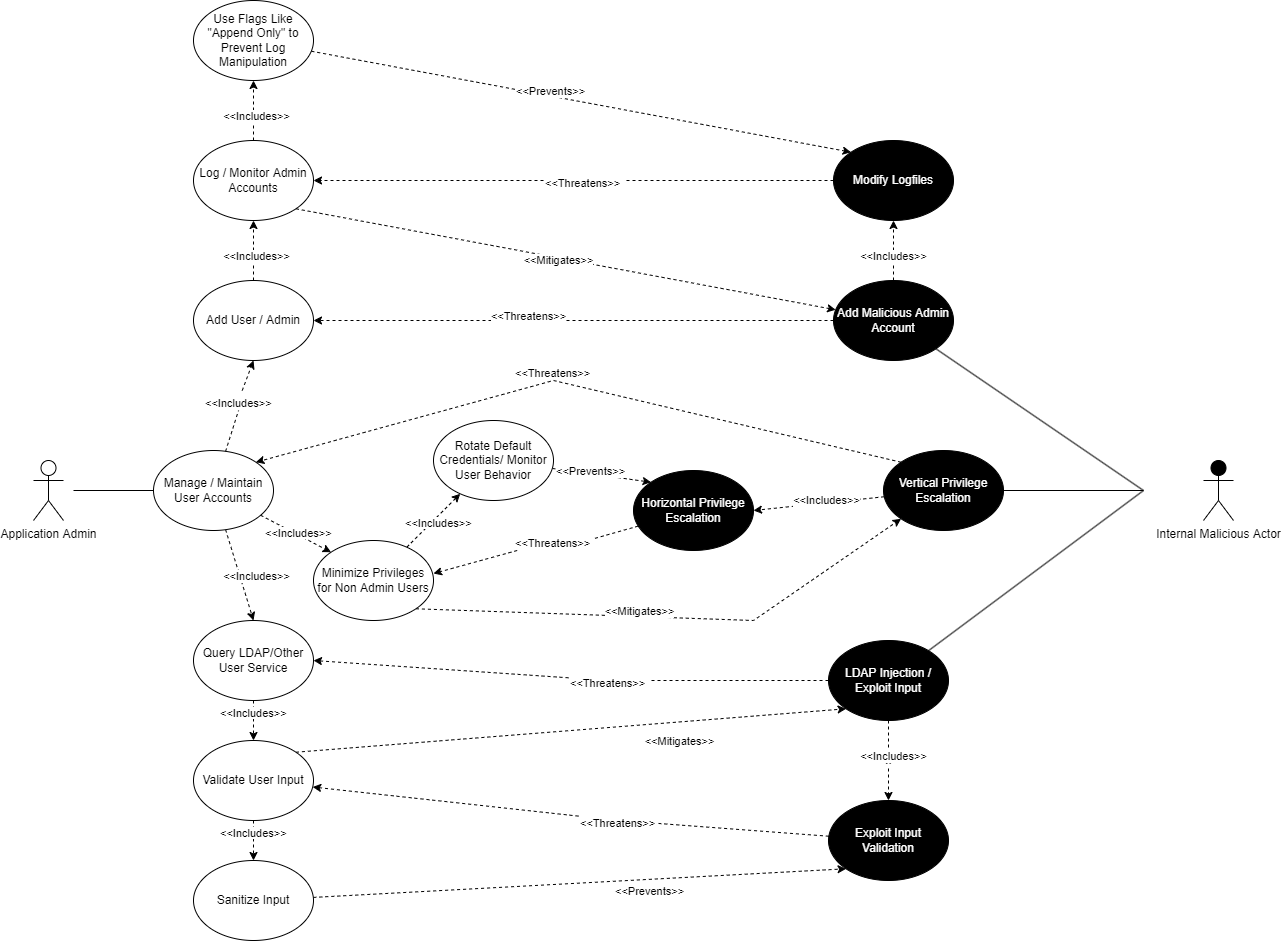 Use Flags Like
"Append Only" to
Prevent Log
Manipulation
<<Prevents>>
<<Includes>>
Log / Monitor Admin
Accounts
<<Threatens>>
Modify Logfiles
<<Includes>>
<<Mitigates>>
<<Includes>>
Add User / Admin
<<Threatens>>
Add Malicious Admin
Account
<<Threatens>>
<<Includes>>
Rotate Default
Credentials/ Monitor
User Behavior
<<Prevents>>
Manage / Maintain
User Accounts
Horizontal Privilege
Escalation
<<Includes>>
Vertical Privilege
Escalation
Application Admin
Internal Malicious Actor
<<Includes>>
<<Includes>>
<<Threatens>>
<<Includes>>
Minimize Privileges
for Non Admin Users
<<Mitigates>>
Query LDAP/Other
User Service
<<Threatens>>
LDAP Injection /
Exploit Input
<<Includes>>
<<Mitigates>>
<<Includes>>
Validate User Input
<<Threatens>>
<<Includes>>
Exploit Input
Validation
Sanitize Input
<<Prevents>>